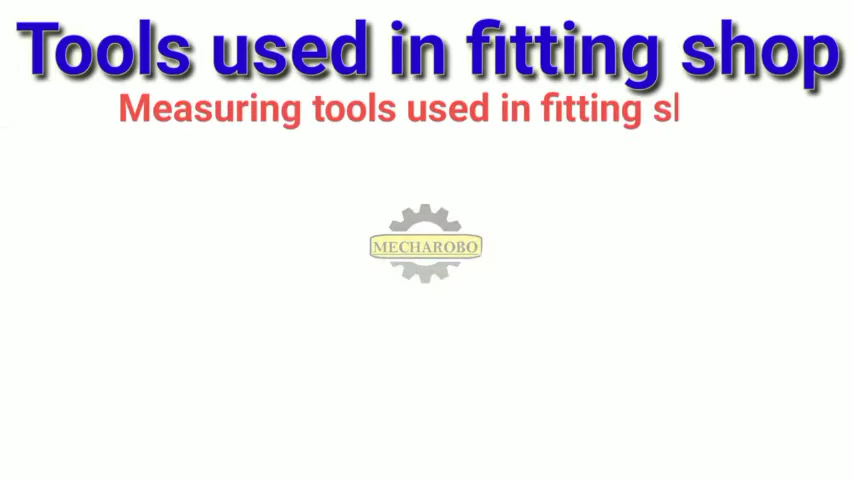 Tools used in fitting shop
Measuring tools used in fitting
MECHAROBO